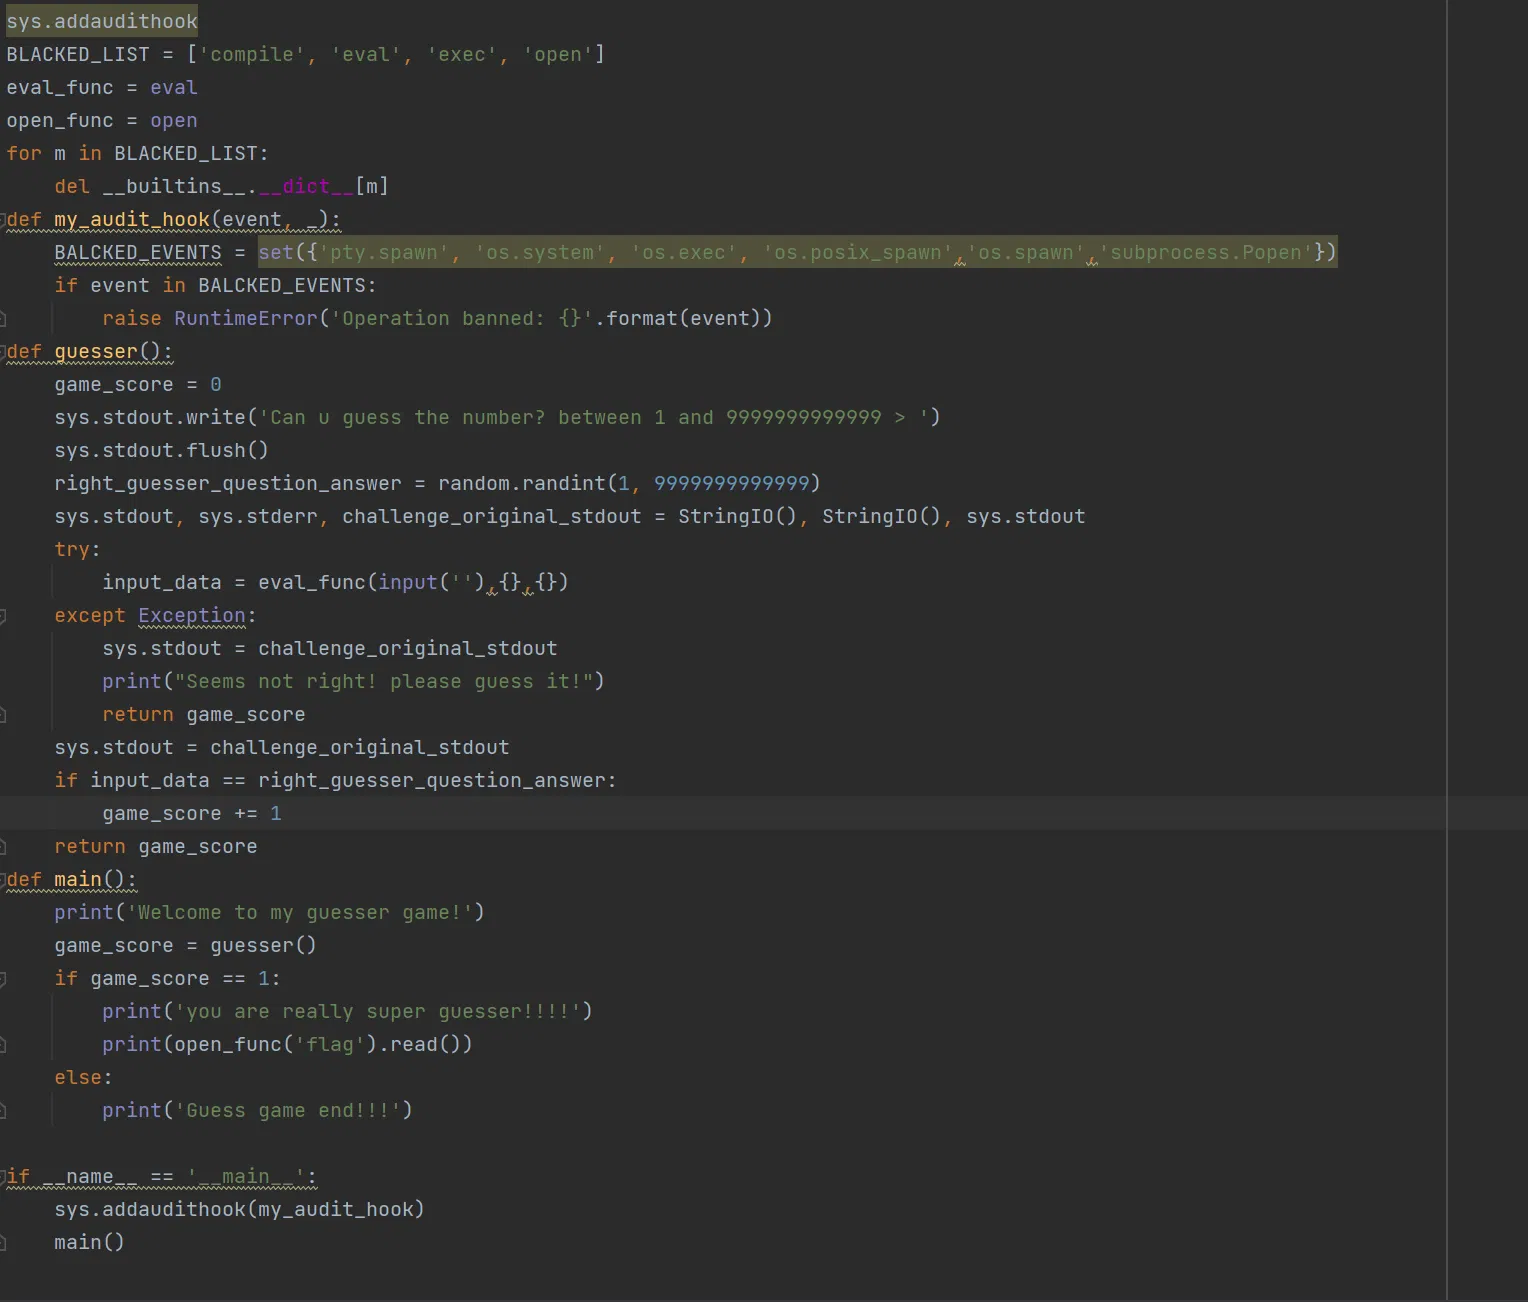 sys.addaudithook
BLACKED_LIST = ['compile', 'eval', 'exec', 'open']
eval_func = eval
open_func = open
for m in BLACKED_LIST:
    del __builtins__.__dict__[m]
def my_audit_hook(event, _):
    BALCKED_EVENTS = set({'pty.spawn', 'os.system', 'os.exec', 'os.posix_spawn','os.spawn','subprocess.Popen'})
    if event in BALCKED_EVENTS:
        raise RuntimeError('Operation banned: {}'.format(event))
def guesser():
    game_score = 0
    sys.stdout.write('Can u guess the number? between 1 and 9999999999999 > ')
    sys.stdout.flush()
    right_guesser_question_answer = random.randint(1, 9999999999999)
    sys.stdout, sys.stderr, challenge_original_stdout = StringIO(), StringIO(), sys.stdout
    try:
        input_data = eval_func(input(''),{},{})
    except Exception:
        sys.stdout = challenge_original_stdout
        print("Seems not right! please guess it!")
        return game_score
    sys.stdout = challenge_original_stdout
    if input_data == right_guesser_question_answer:
        game_score += 1
    return game_score
def main():
    print('Welcome to my guesser game!')
    game_score = guesser()
    if game_score == 1:
        print('you are really super guesser!!!!')
        print(open_func('flag').read())
    else:
        print('Guess game end!!!')

if __name__ == '__main__':
    sys.addaudithook(my_audit_hook)
    main()